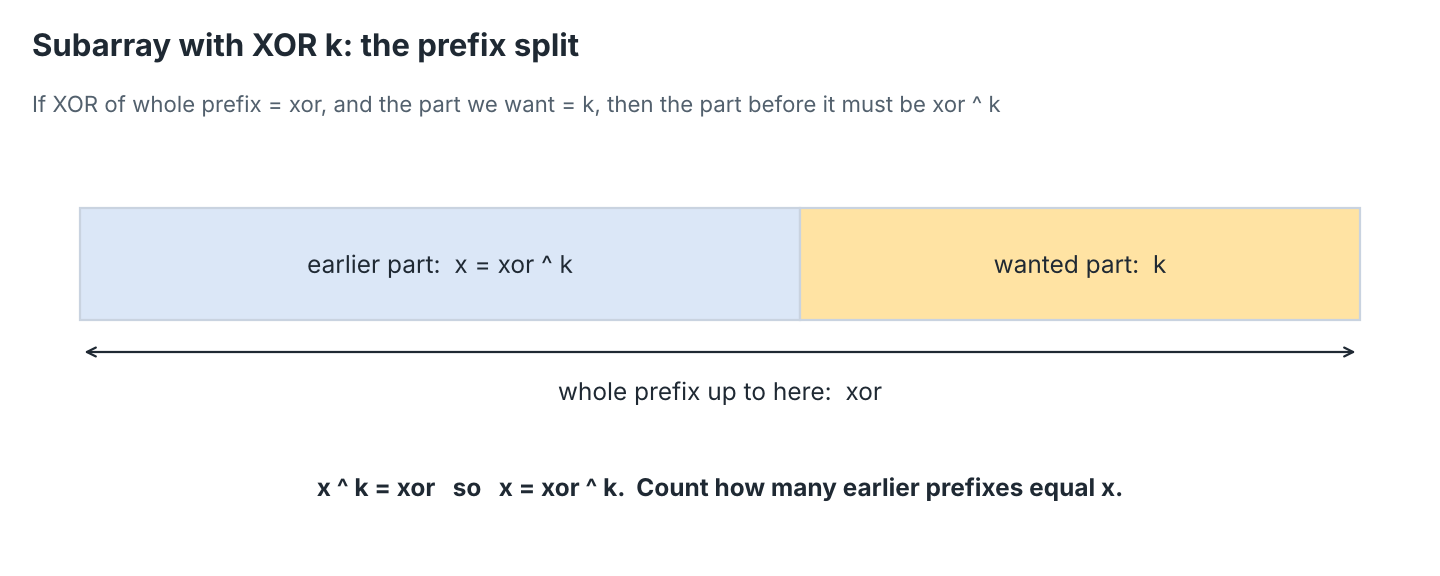 Subarray with XOR k: the prefix split
If XOR of whole prefix = xor, and the part we want = k, then the part before it must be xor ^ k
earlier part: x = xor ^ k
wanted part: k
whole prefix up to here: xor
x ^ k = xor so x = xor ^ k. Count how many earlier prefixes equal x.